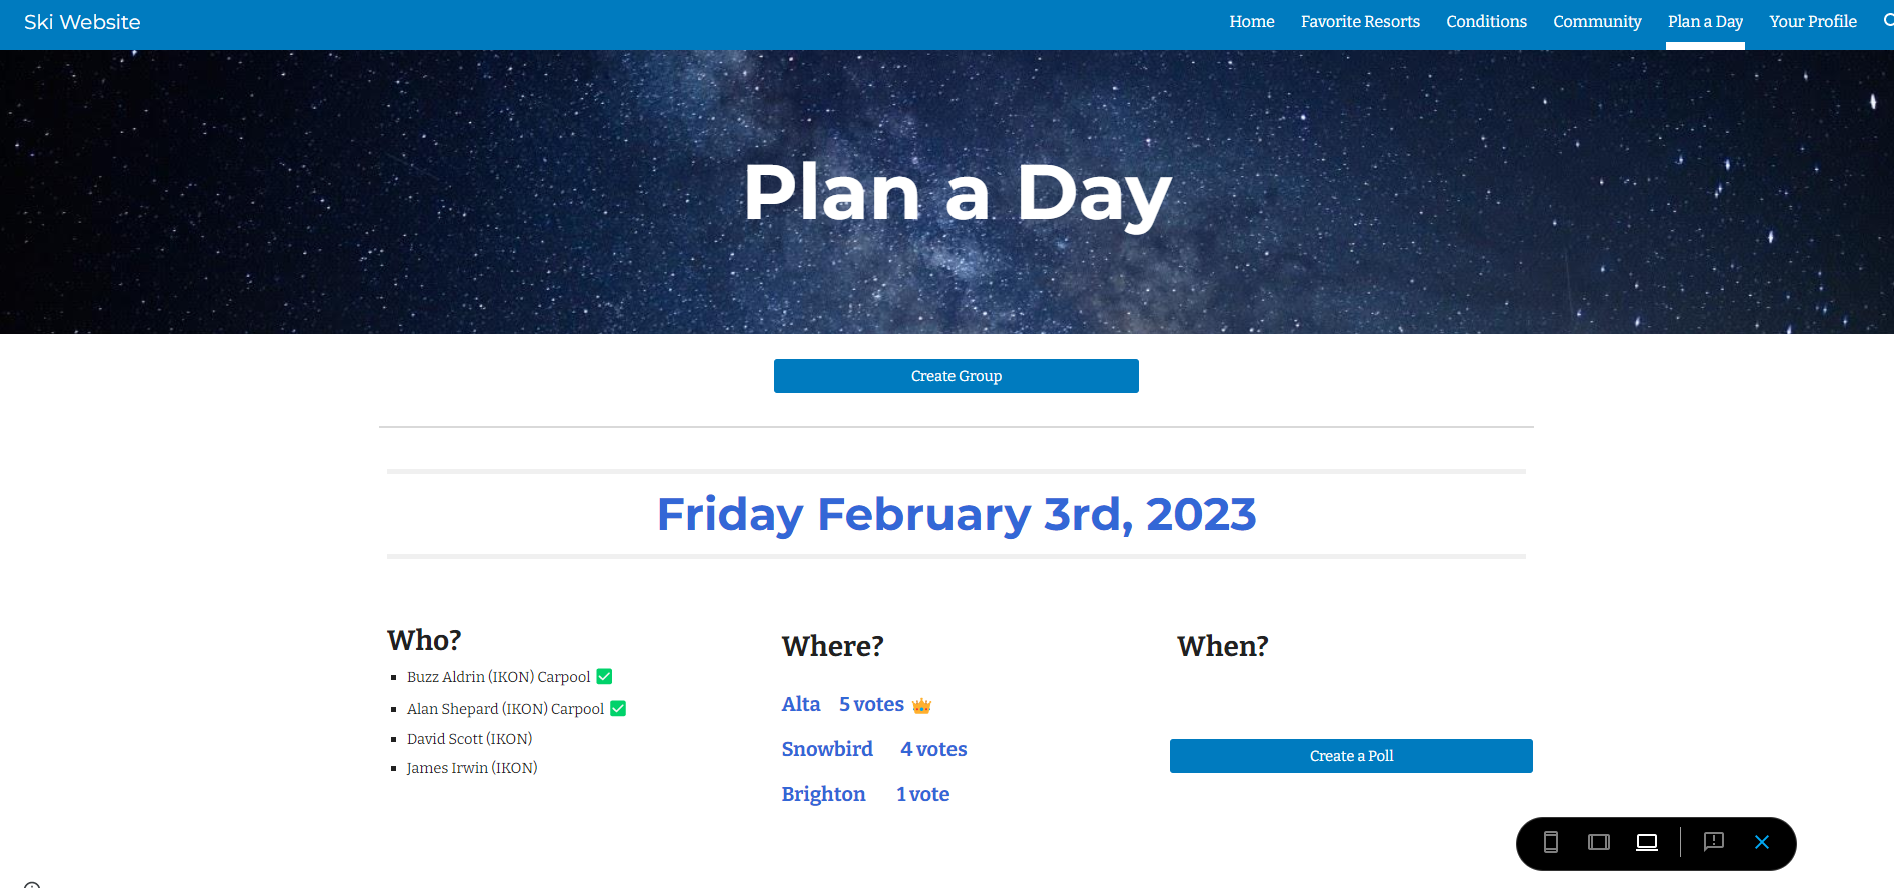 Ski Website
Home Favorite Resorts Conditions Community Plan a Day Your Profile
Plan a Day
Create Group
Friday February 3rd, 2023
Who?
Buzz Aldrin (IKON) Carpool ✅
Alan Shepard (IKON) Carpool ✅
David Scott (IKON)
James Irwin (IKON)
Where?
Alta 5 votes 👑
Snowbird 4 votes
Brighton 1 vote
When?
Create a Poll